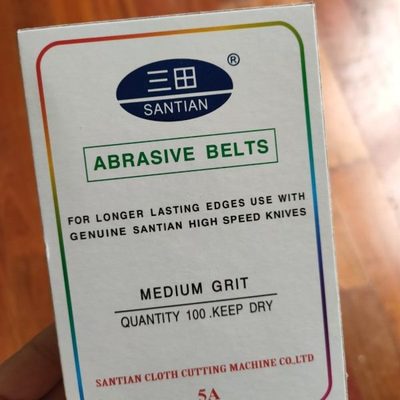 三田
®
SANTIAN
ABRASIVE BELTS
FOR LONGER LASTING EDGES USE WITH
GENUINE SANTIAN HIGH SPEED KNIVES
MEDIUM GRIT
QUANTITY 100 .KEEP DRY
SANTIAN CLOTH CUTTING MACHINE CO.,LTD
5A